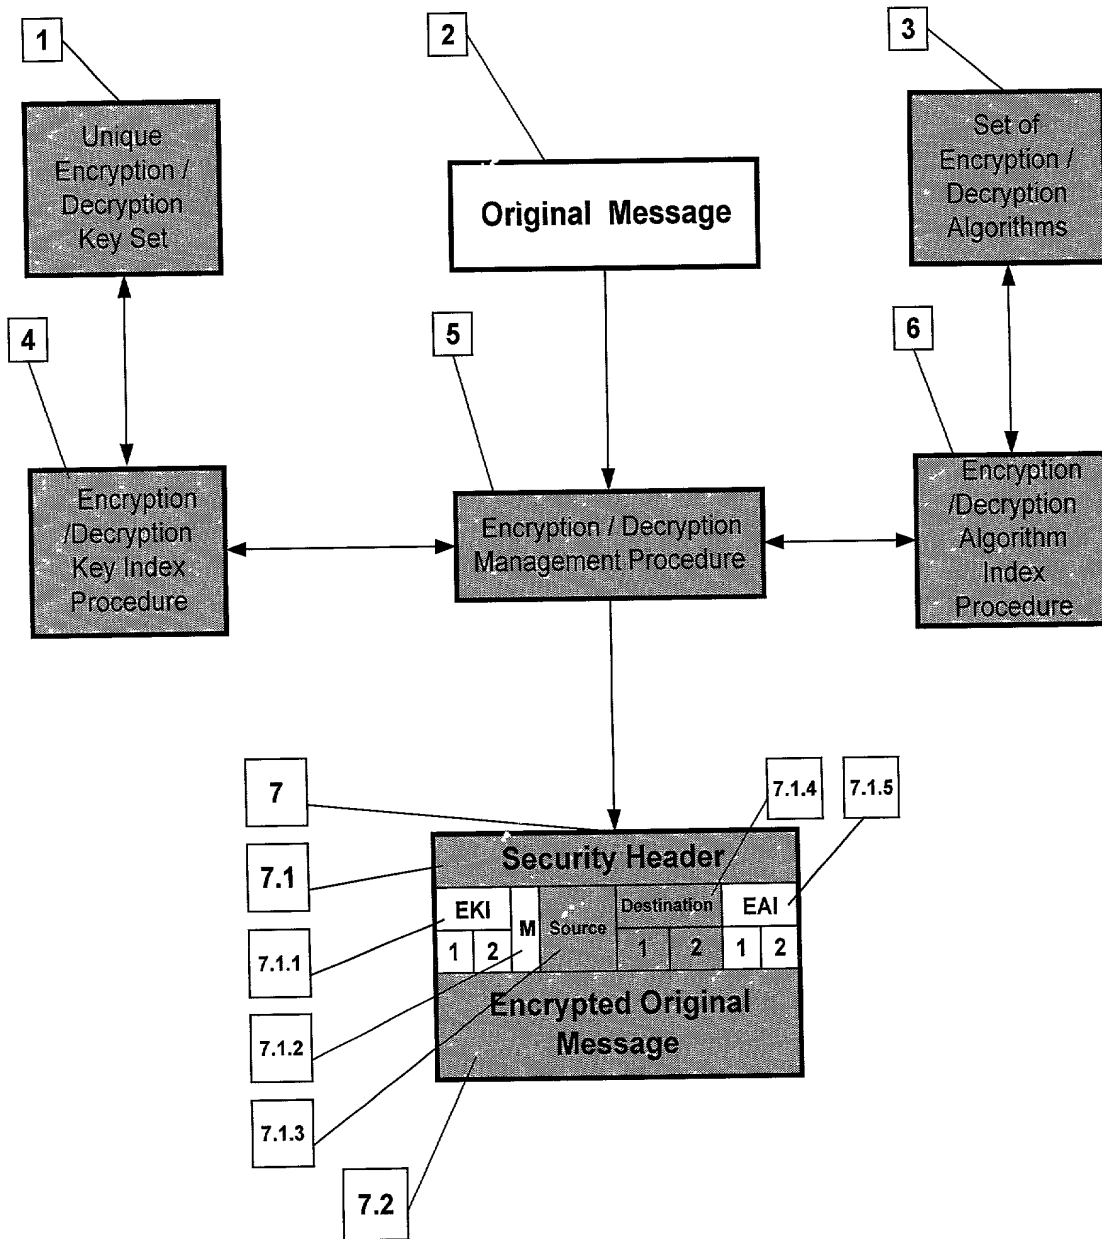 1
2
3
Unique
Encryption /
Decryption
Key Set
Original Message
Set of
Encryption /
Decryption
Algorithms
4
5
6
Encryption
/Decryption
Key Index
Procedure
Encryption / Decryption
Management Procedure
Encryption
/Decryption
Algorithm
Index
Procedure
7
7.1.4
7.1.5
7.1
Security Header
EKI
1 2
M
Source
Destination
1 2
EAI
1 2
7.1.1
Encrypted Original
Message
7.1.2
7.1.3
7.2